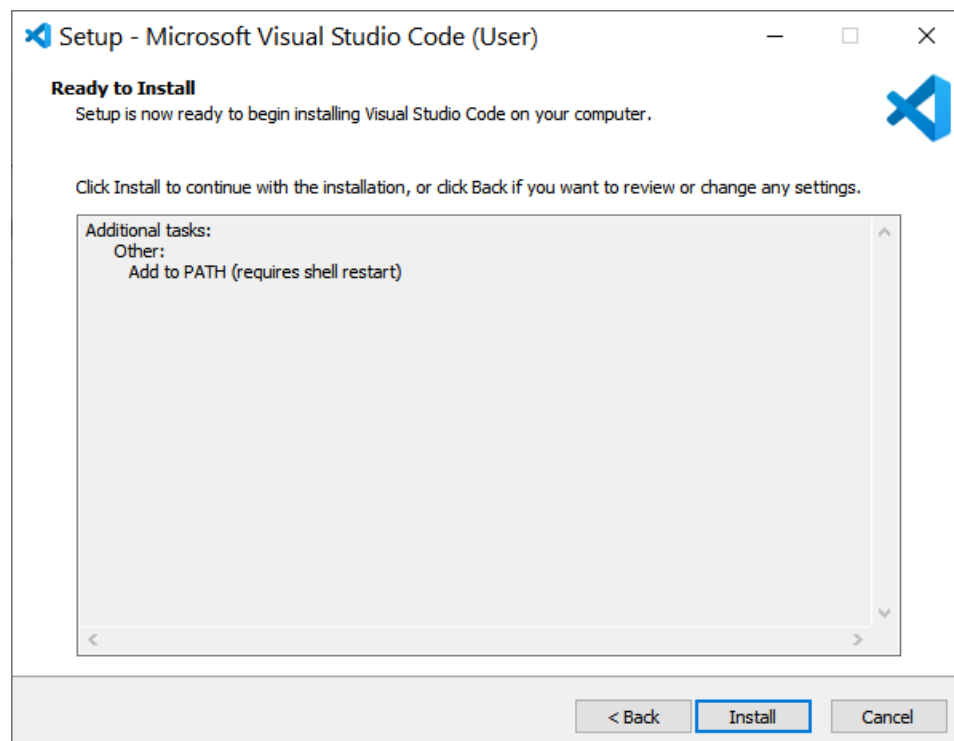 Setup - Microsoft Visual Studio Code (User)
Ready to Install
Setup is now ready to begin installing Visual Studio Code on your computer.
Click Install to continue with the installation, or click Back if you want to review or change any settings.
Additional tasks:
Other:
Add to PATH (requires shell restart)
< Back Install Cancel